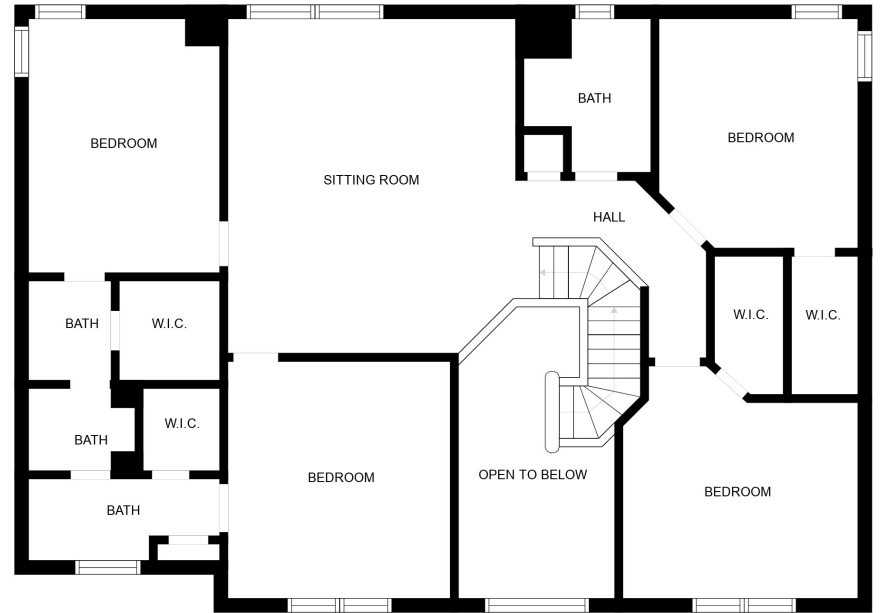 BATH
BEDROOM
BEDROOM
SITTING ROOM
HALL
BATH
W.I.C.
W.I.C.
W.I.C.
W.I.C.
BATH
BEDROOM
OPEN TO BELOW
BEDROOM
BATH